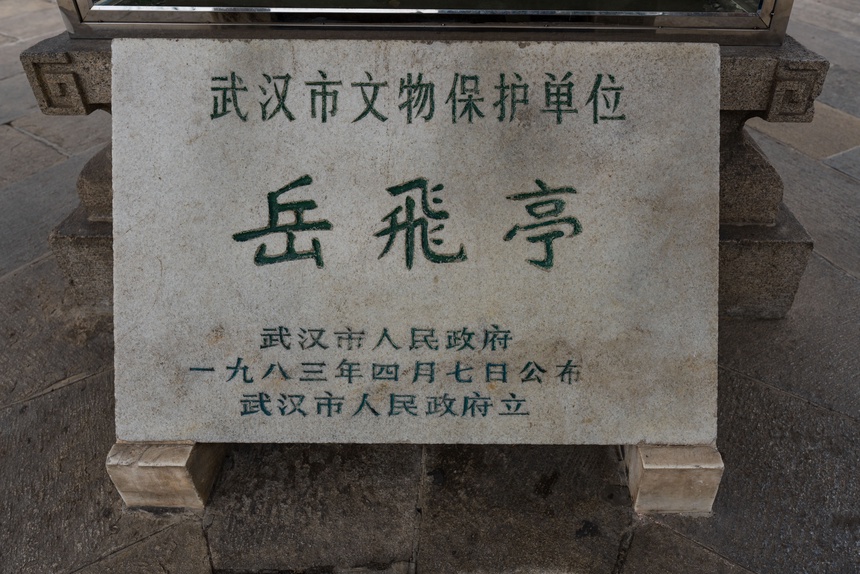 武汉市文物保护単位
岳飛亭
武汉市人民政府
一九八三年四月七日公布
武汉市人民政府立